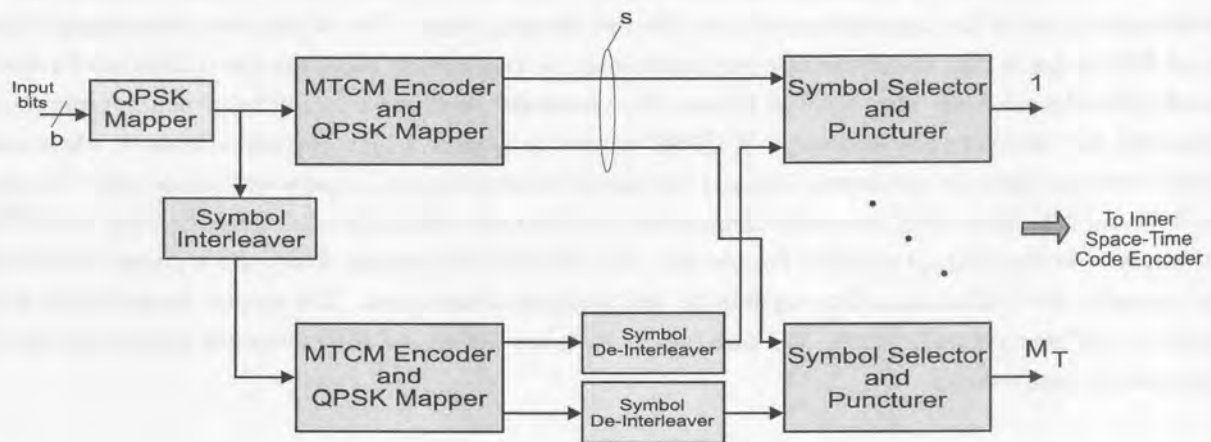 S
Input
bits
b
QPSK
Mapper
MTCM Encoder
and
QPSK Mapper
Symbol Selector
and
Puncturer
1
Symbol
Interleaver
To Inner
Space-Time
Code Encoder
MTCM Encoder
and
QPSK Mapper
Symbol
De-Interleaver
Symbol
De-Interleaver
Symbol Selector
and
Puncturer
M_T